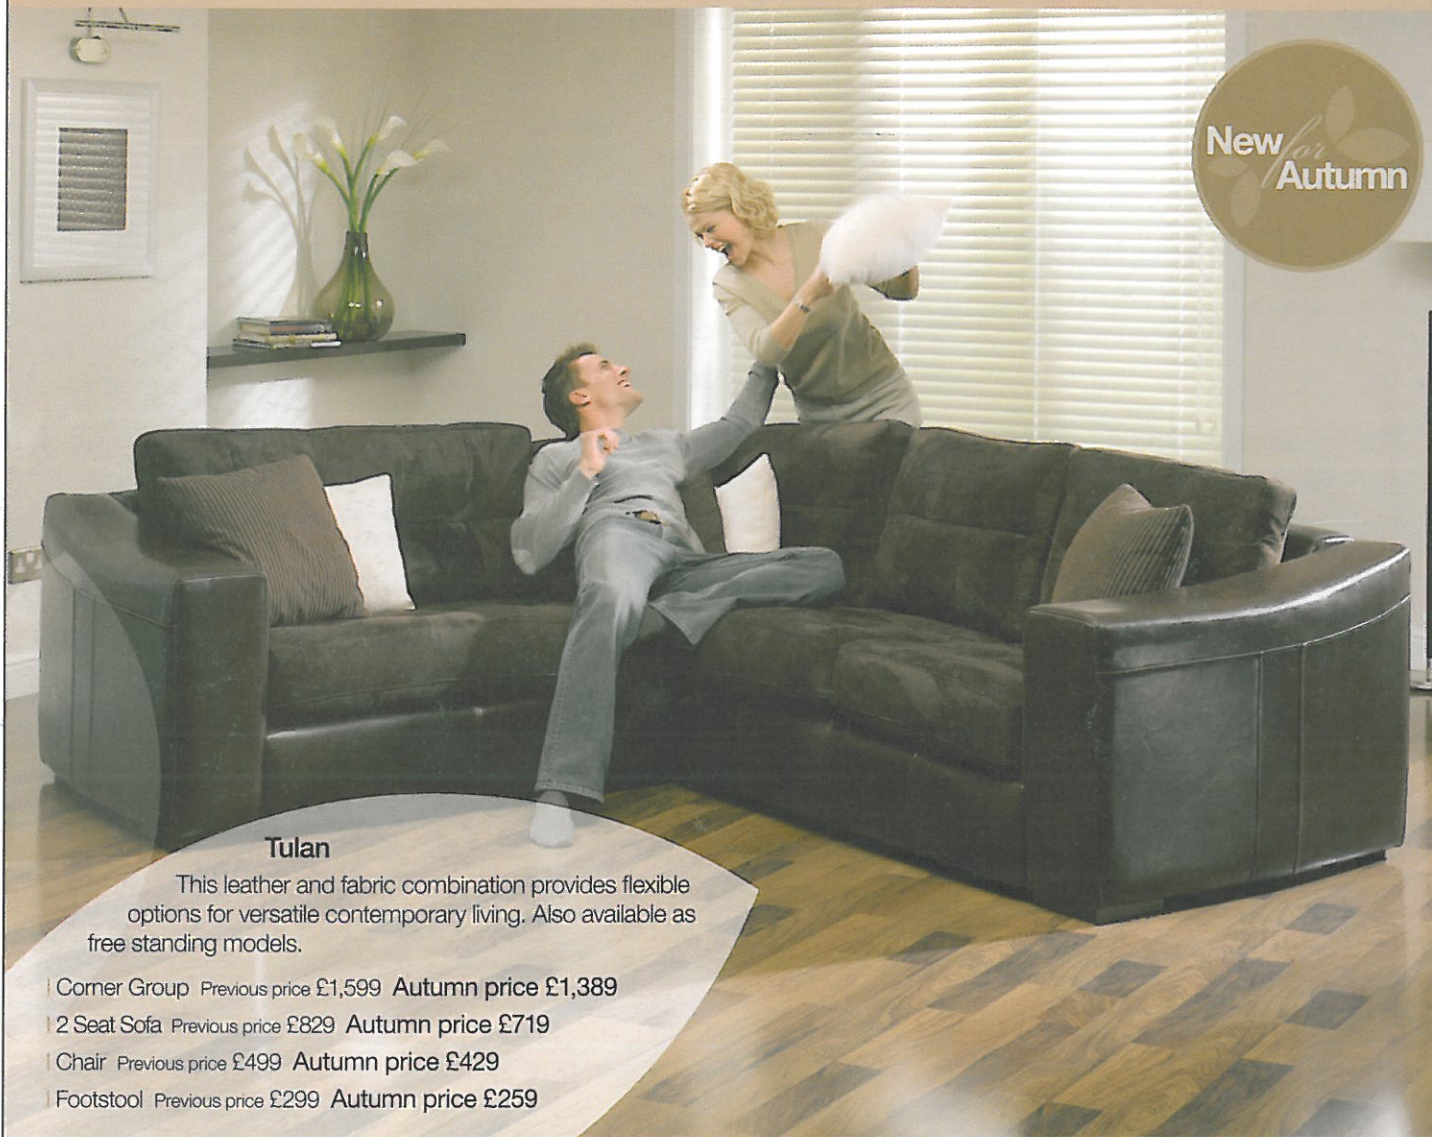 New for
Autumn
Tulan
This leather and fabric combination provides flexible
options for versatile contemporary living. Also available as
free standing models.
Corner Group Previous price £1,599 Autumn price £1,389
2 Seat Sofa Previous price £829 Autumn price £719
Chair Previous price £499 Autumn price £429
Footstool Previous price £299 Autumn price £259